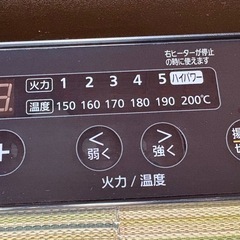 右ヒーターが停止
の時に使えます
火力 1 2 3 4 5 ハイパワー
温度 150 160 170 180 190 200℃
+ < 弱く > 強く
火力 / 温度